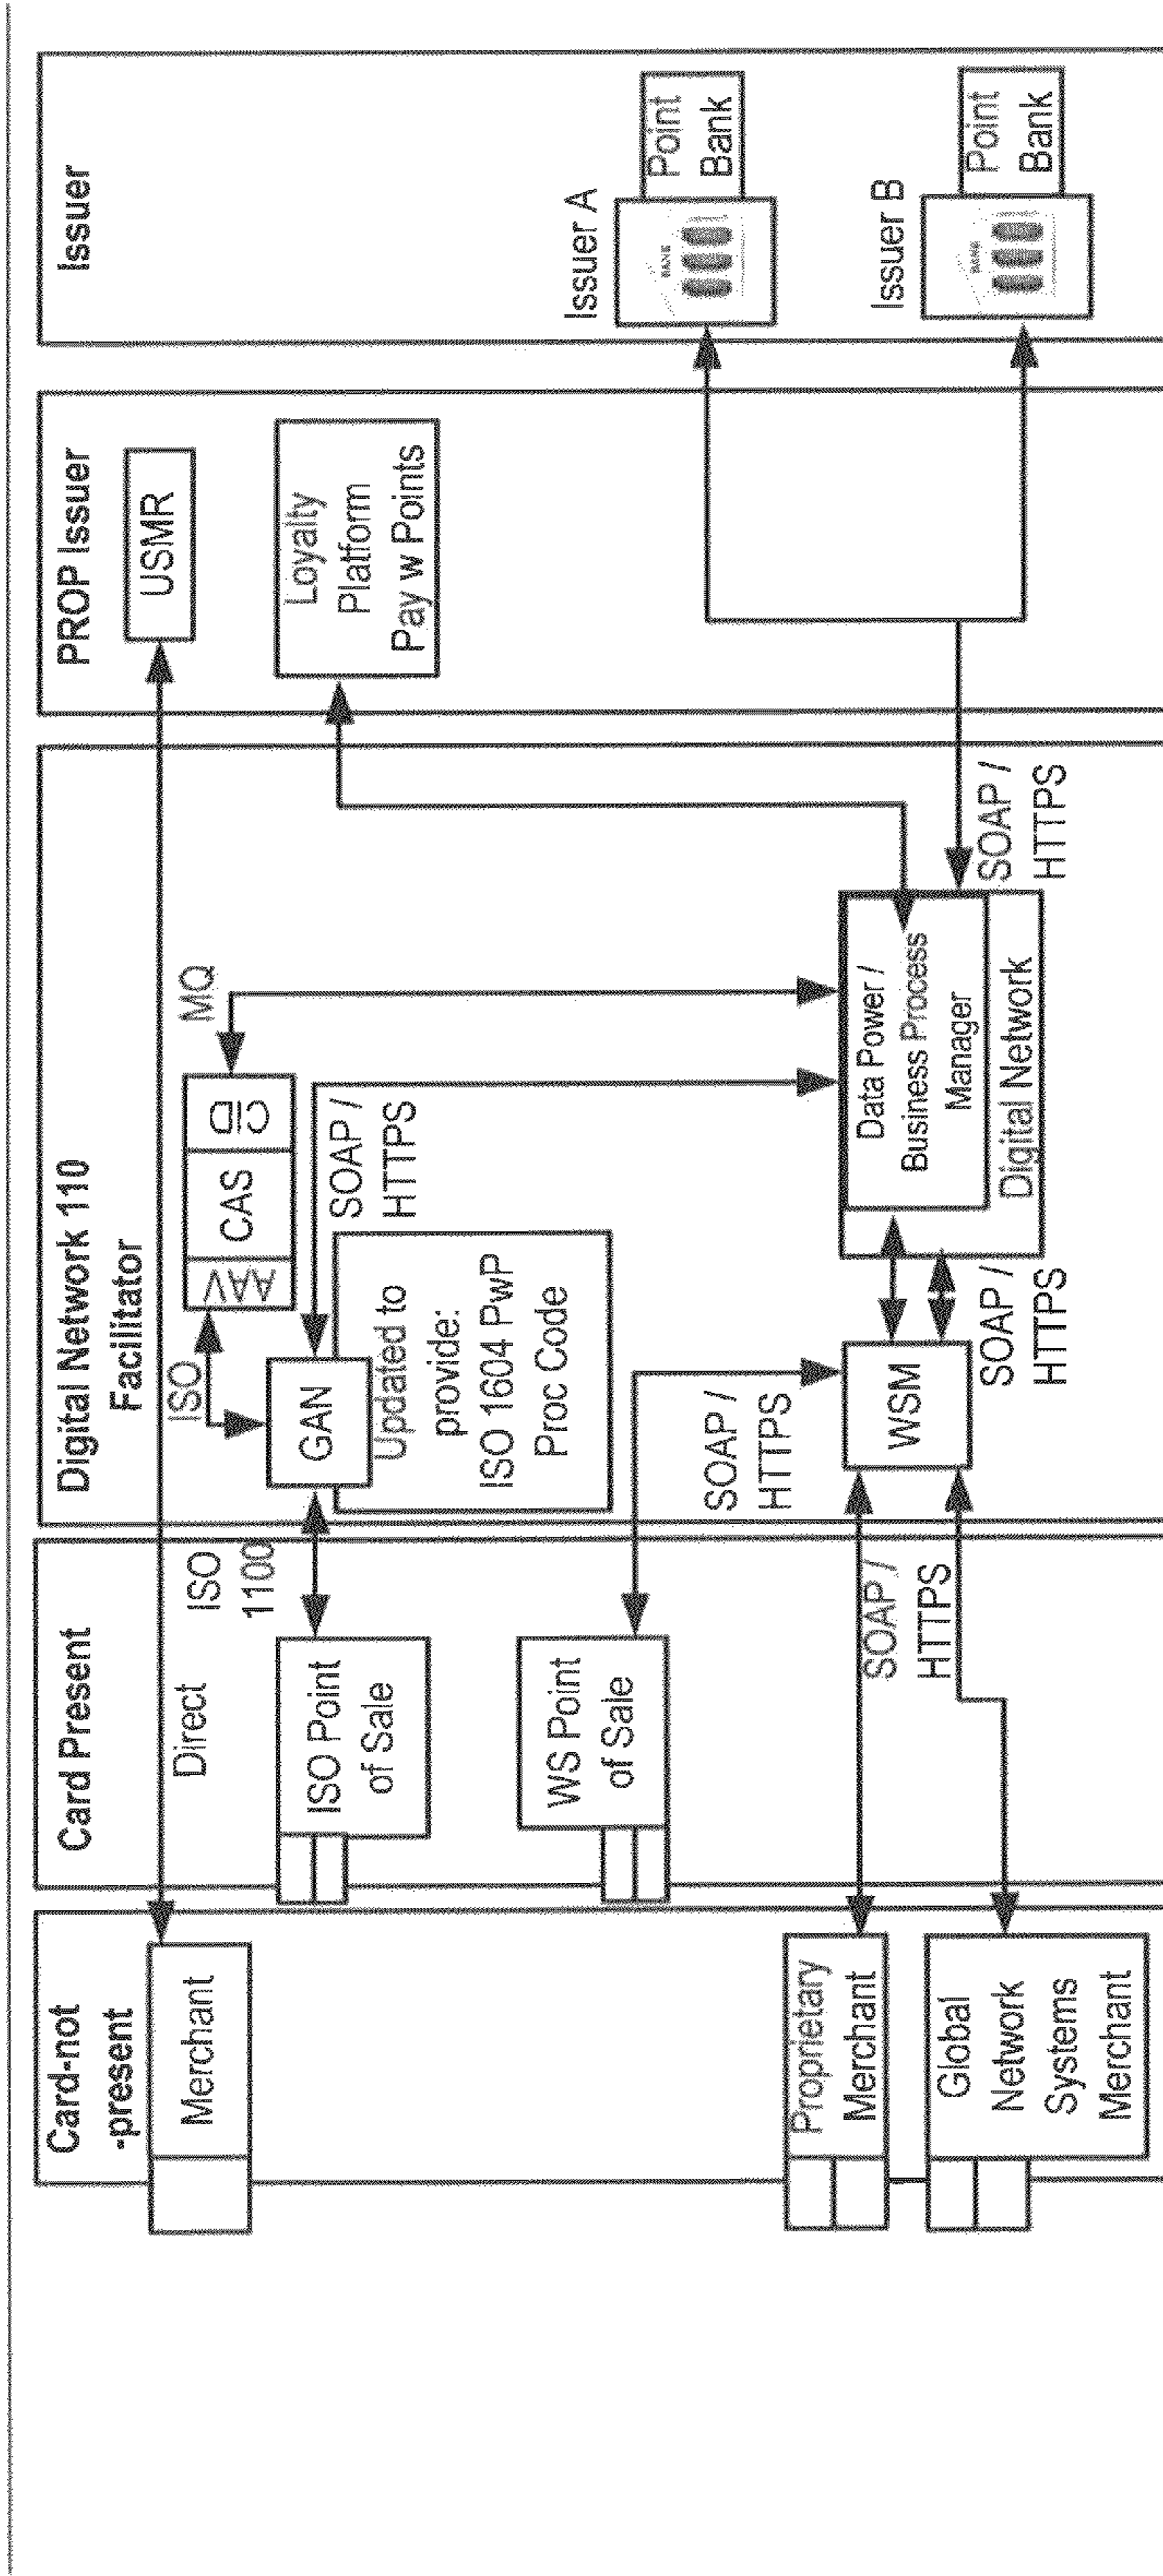 Card-not
-present
Merchant
Proprietary
Merchant
Global
Network
Systems
Merchant
Card Present
Direct
ISO
1100
ISO Point
of Sale
WS Point
of Sale
SOAP /
HTTPS
Digital Network 110
Facilitator
ISO
AAV
CAS
CID
MQ
GAN
Updated to
provide:
ISO 1604 PwP
Proc Code
SOAP /
HTTPS
SOAP /
HTTPS
WSM
SOAP /
HTTPS
Data Power /
Business Process
Manager
Digital Network
SOAP /
HTTPS
PROP Issuer
USMR
Loyalty
Platform
Pay w Points
Issuer
Issuer A
BANK
Point
Bank
Issuer B
BANK
Point
Bank